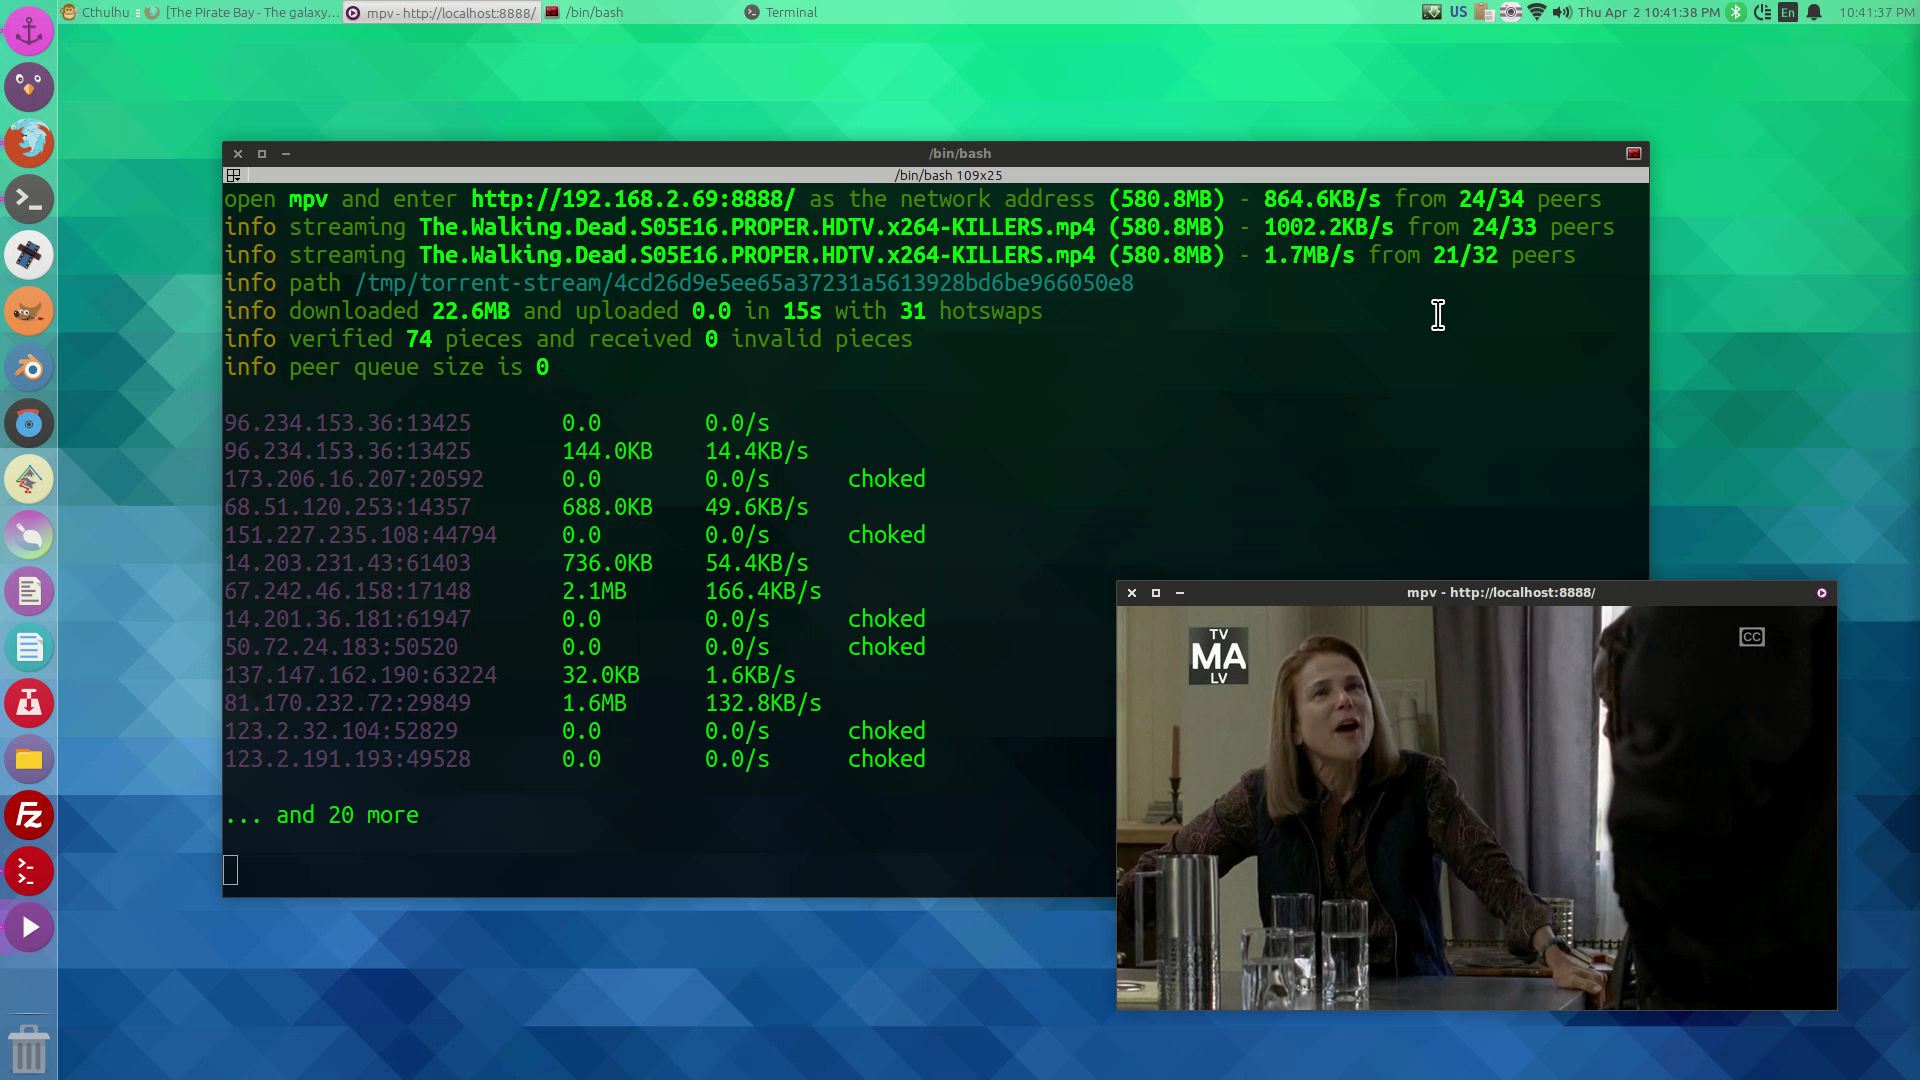 Cthulhu
[The Pirate Bay - The galaxy...
mpv - http://localhost:8888/
/bin/bash
Terminal
US
Thu Apr 2 10:41:38 PM
En
10:41:37 PM
/bin/bash
/bin/bash 109x25
open mpv and enter http://192.168.2.69:8888/ as the network address (580.8MB) - 864.6KB/s from 24/34 peers
info streaming The.Walking.Dead.S05E16.PROPER.HDTV.x264-KILLERS.mp4 (580.8MB) - 1002.2KB/s from 24/33 peers
info streaming The.Walking.Dead.S05E16.PROPER.HDTV.x264-KILLERS.mp4 (580.8MB) - 1.7MB/s from 21/32 peers
info path /tmp/torrent-stream/4cd26d9e5ee65a37231a5613928bd6be966050e8
info downloaded 22.6MB and uploaded 0.0 in 15s with 31 hotswaps
info verified 74 pieces and received 0 invalid pieces
info peer queue size is 0
96.234.153.36:13425 0.0 0.0/s
96.234.153.36:13425 144.0KB 14.4KB/s
173.206.16.207:20592 0.0 0.0/s choked
68.51.120.253:14357 688.0KB 49.6KB/s
151.227.235.108:44794 0.0 0.0/s choked
14.203.231.43:61403 736.0KB 54.4KB/s
67.242.46.158:17148 2.1MB 166.4KB/s
14.201.36.181:61947 0.0 0.0/s choked
50.72.24.183:50520 0.0 0.0/s choked
137.147.162.190:63224 32.0KB 1.6KB/s
81.170.232.72:29849 1.6MB 132.8KB/s
123.2.32.104:52829 0.0 0.0/s choked
123.2.191.193:49528 0.0 0.0/s choked
... and 20 more
mpv - http://localhost:8888/
TV
MA
LV
CC